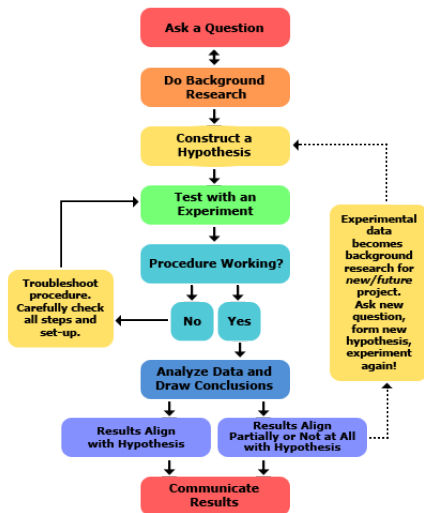 Ask a Question
Do Background
Research
Construct a
Hypothesis
Test with an
Experiment
Procedure Working?
No
Yes
Troubleshoot
procedure.
Carefully check
all steps and
set-up.
Experimental
data
becomes
background
research for
new/future
project.
Ask new
question,
form new
hypothesis,
experiment
again!
Analyze Data and
Draw Conclusions
Results Align
with Hypothesis
Results Align
Partially or Not at All
with Hypothesis
Communicate
Results